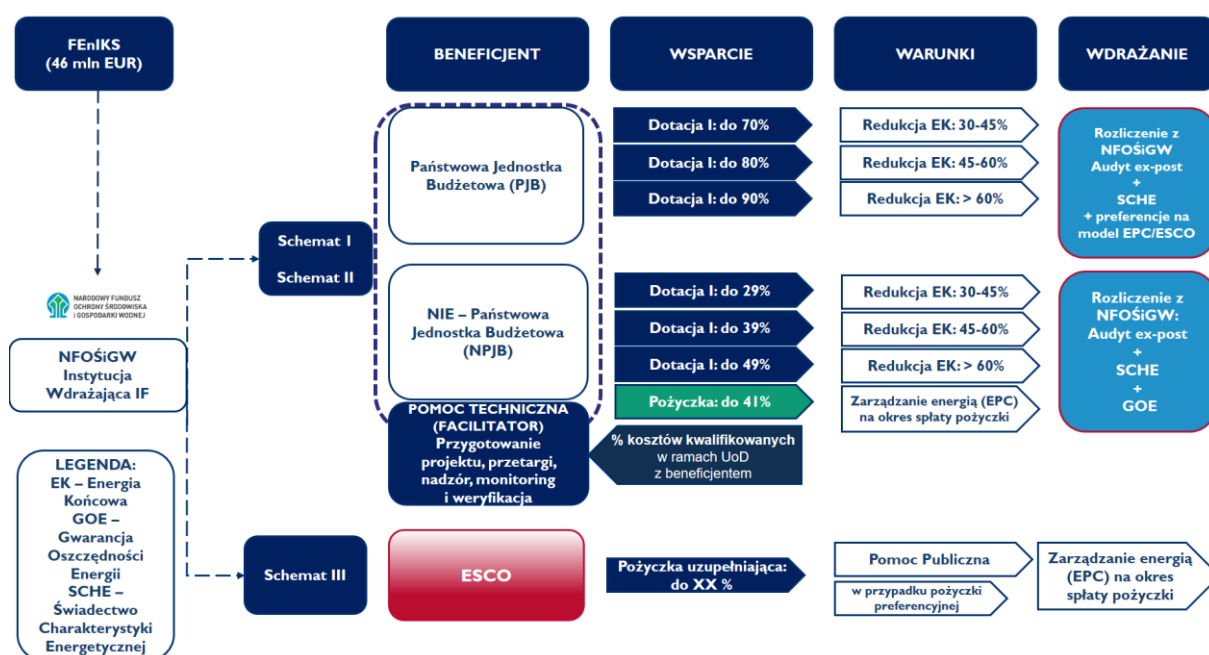 FEnIKS
(46 mln EUR)
BENEFICJENT
WSPARCIE
WARUNKI
WDRAŻANIE
Państwowa Jednostka
Budżetowa (PJB)
Dotacja I: do 70%
Redukcja EK: 30-45%
Dotacja I: do 80%
Redukcja EK: 45-60%
Dotacja I: do 90%
Redukcja EK: > 60%
Rozliczenie z
NFOŚiGW
Audyt ex-post
+
SCHE
+ preferencje na
model EPC/ESCO
Schemat I
Schemat II
NARODOWY FUNDUSZ
OCHRONY ŚRODOWISKA
i GOSPODARKI WODNEJ
NFOŚiGW
Instytucja
Wdrażająca IF
NIE – Państwowa
Jednostka Budżetowa
(NPJB)
Dotacja I: do 29%
Redukcja EK: 30-45%
Dotacja I: do 39%
Redukcja EK: 45-60%
Dotacja I: do 49%
Redukcja EK: > 60%
Pożyczka: do 41%
Zarządzanie energią (EPC)
na okres spłaty pożyczki
Rozliczenie z
NFOŚiGW:
Audyt ex-post
+
SCHE
+
GOE
POMOC TECHNICZNA
(FACILITATOR)
Przygotowanie
projektu, przetargi,
nadzór, monitoring
i weryfikacja
% kosztów kwalifikowanych
w ramach UoD
z beneficjentem
LEGENDA:
EK – Energia
Końcowa
GOE –
Gwarancja
Oszczędności
Energii
SCHE –
Świadectwo
Charakterystyki
Energetycznej
Schemat III
ESCO
Pożyczka uzupełniająca:
do XX %
Pomoc Publiczna
w przypadku pożyczki
preferencyjnej
Zarządzanie energią
(EPC) na okres
spłaty pożyczki